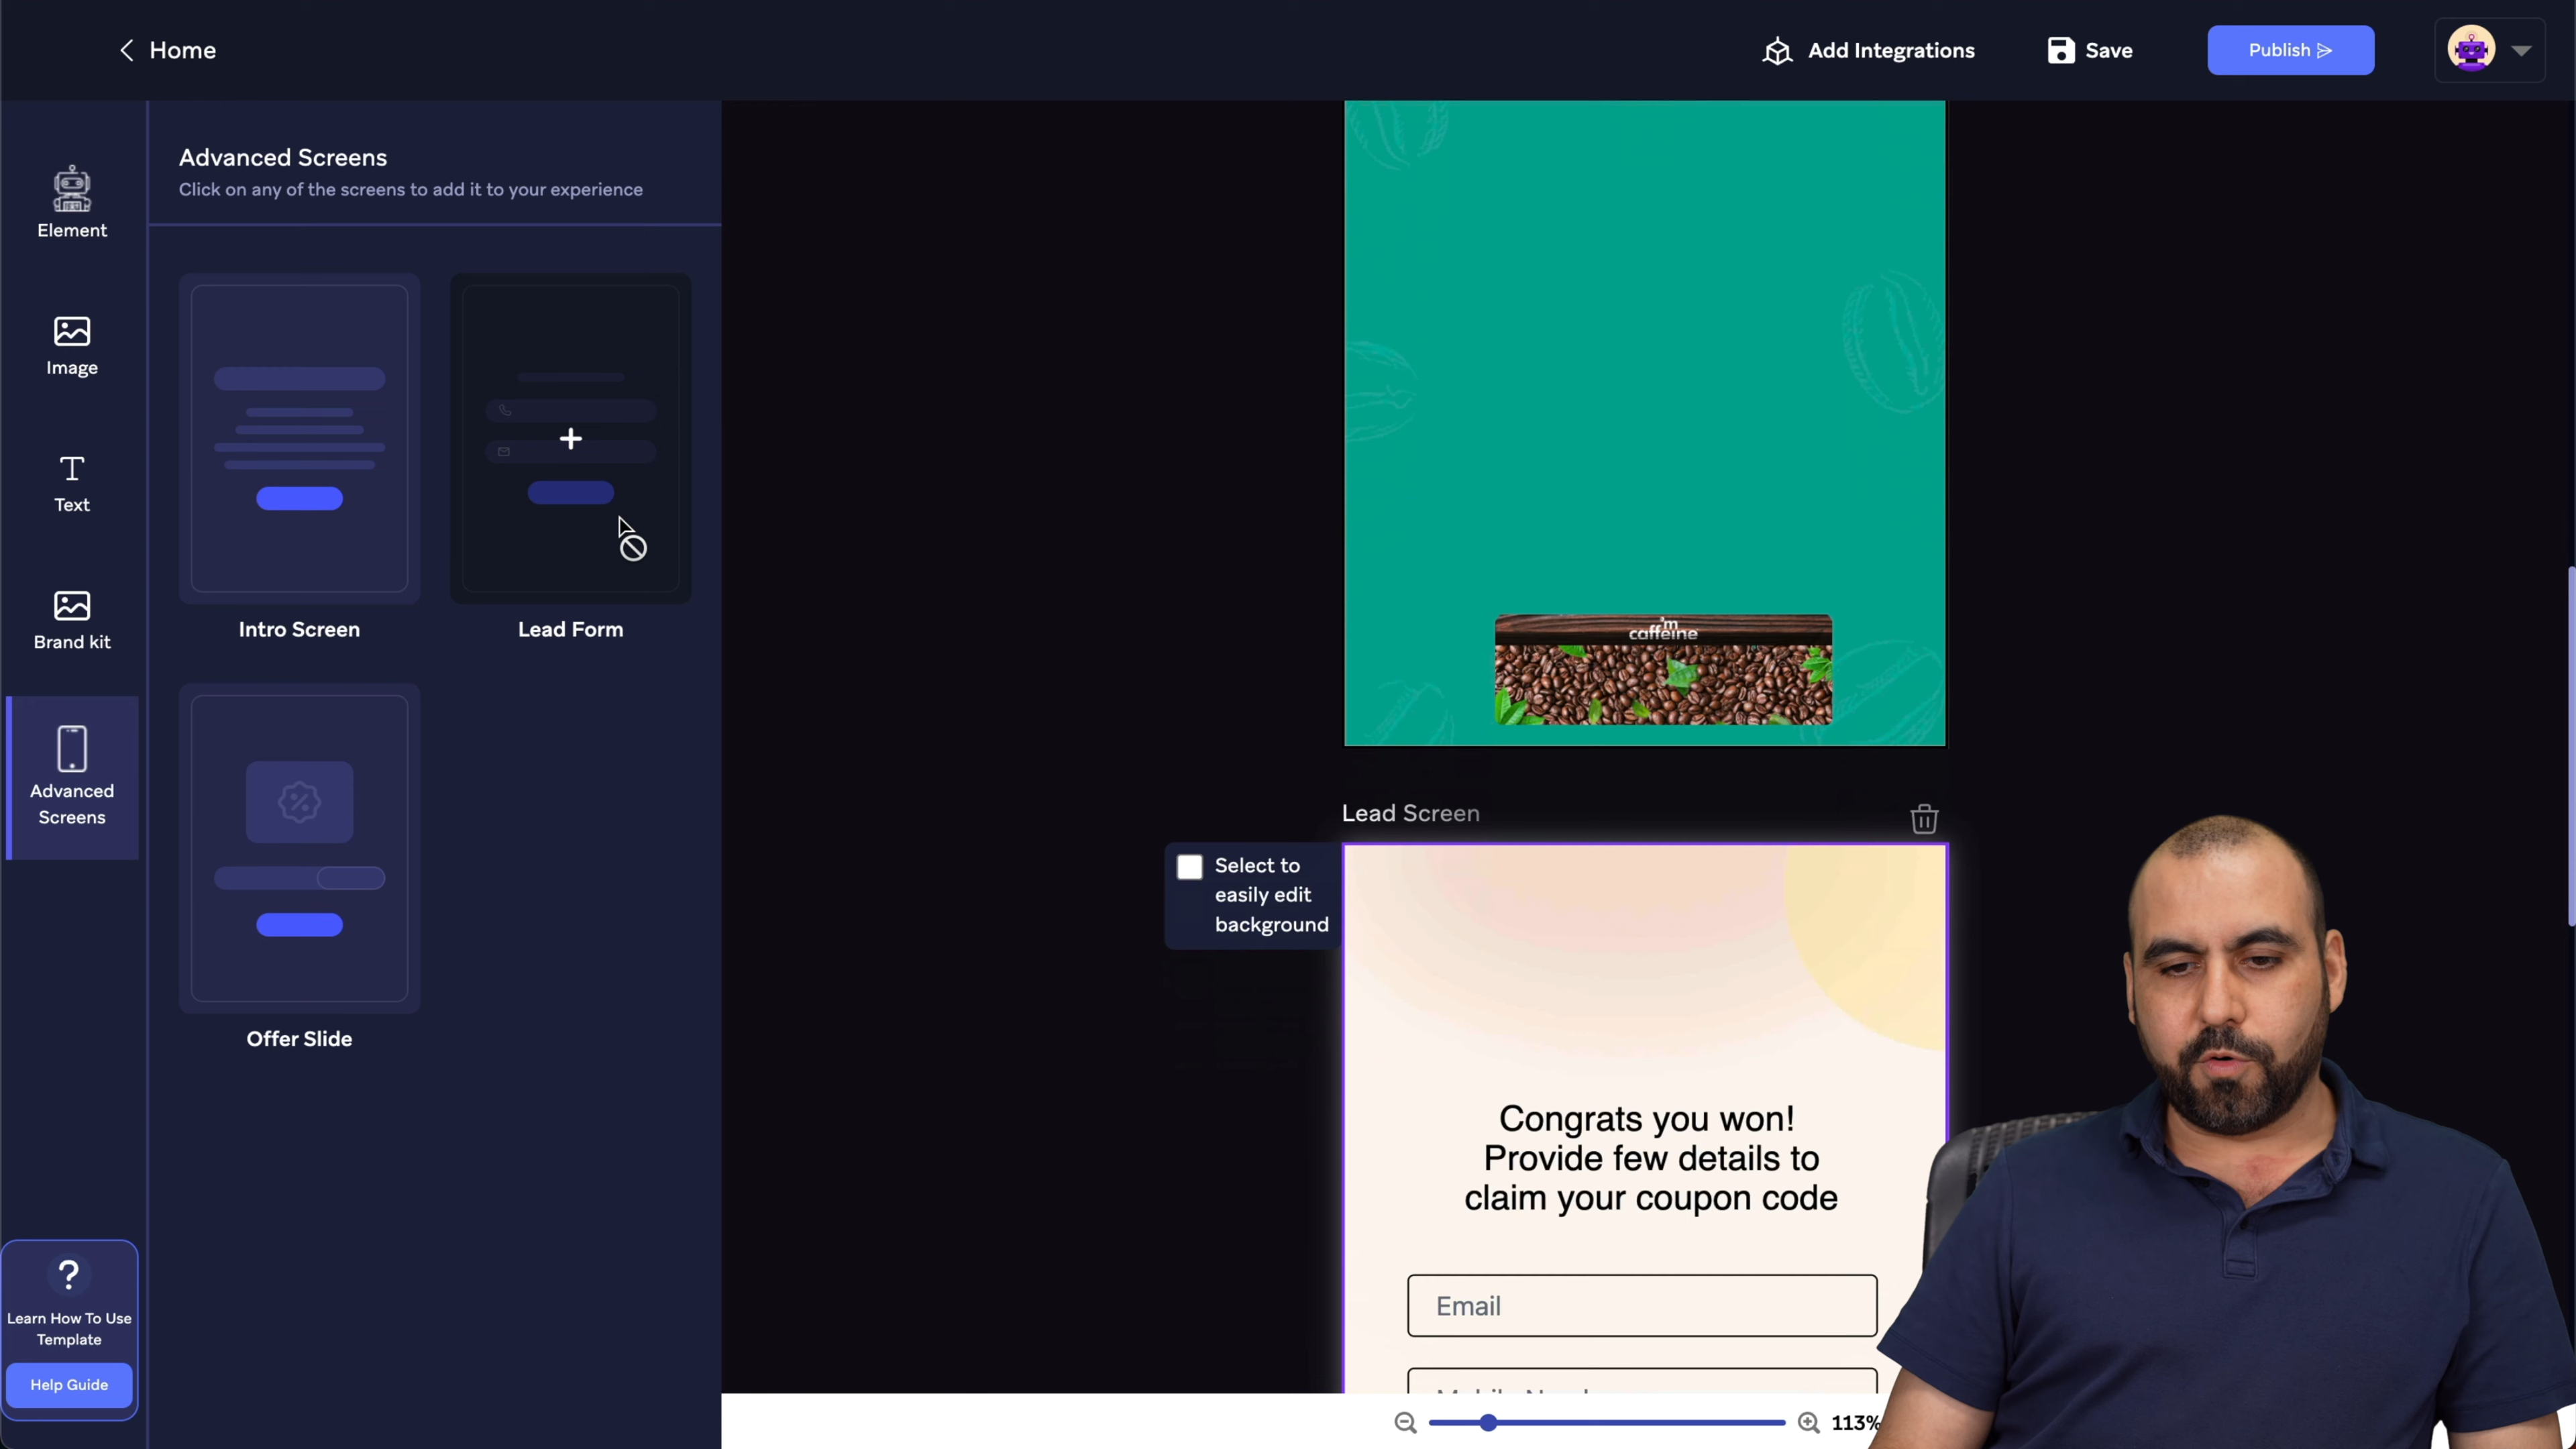 Home
Add Integrations
Save
Publish
Advanced Screens
Click on any of the screens to add it to your experience
Element
Image
Text
Brand kit
Advanced
Screens
Intro Screen
Lead Form
Offer Slide
Learn How To Use
Template
Help Guide
I'm
caffeine
Lead Screen
Select to
easily edit
background
Congrats you won!
Provide few details to
claim your coupon code
Email
113%